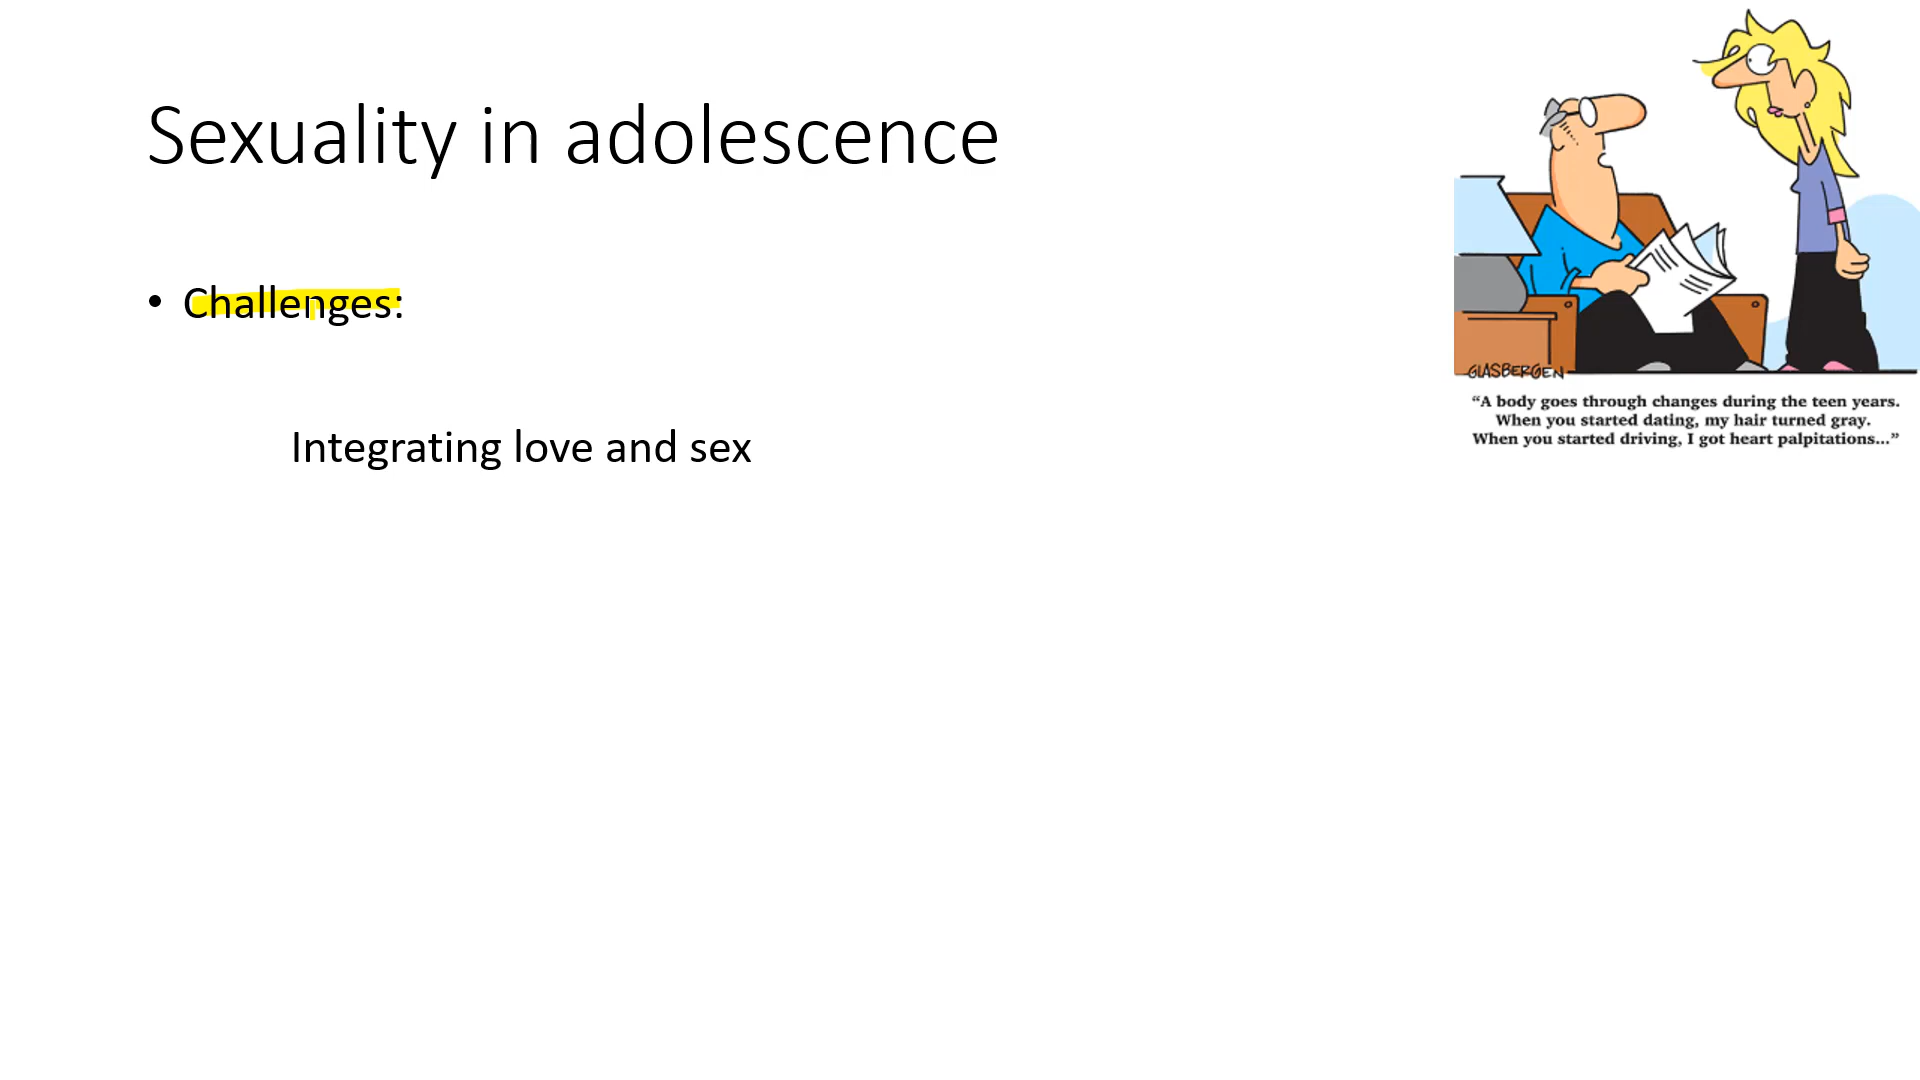 Sexuality in adolescence
• Challenges:
Integrating love and sex
GLASBERGEN
“A body goes through changes during the teen years.
When you started dating, my hair turned gray.
When you started driving, I got heart palpitations...”